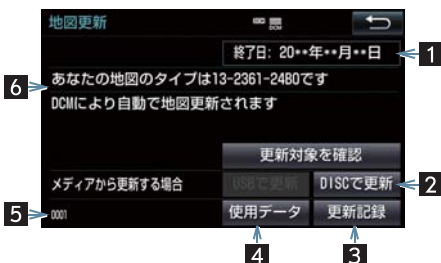 地図更新
DCM
終了日: 20••年••月••日
1
6
あなたの地図のタイプは13-2361-24B0です
DCMにより自動で地図更新されます
更新対象を確認
メディアから更新する場合
USBで更新
DISCで更新
2
5
0001
使用データ
更新記録
4
3